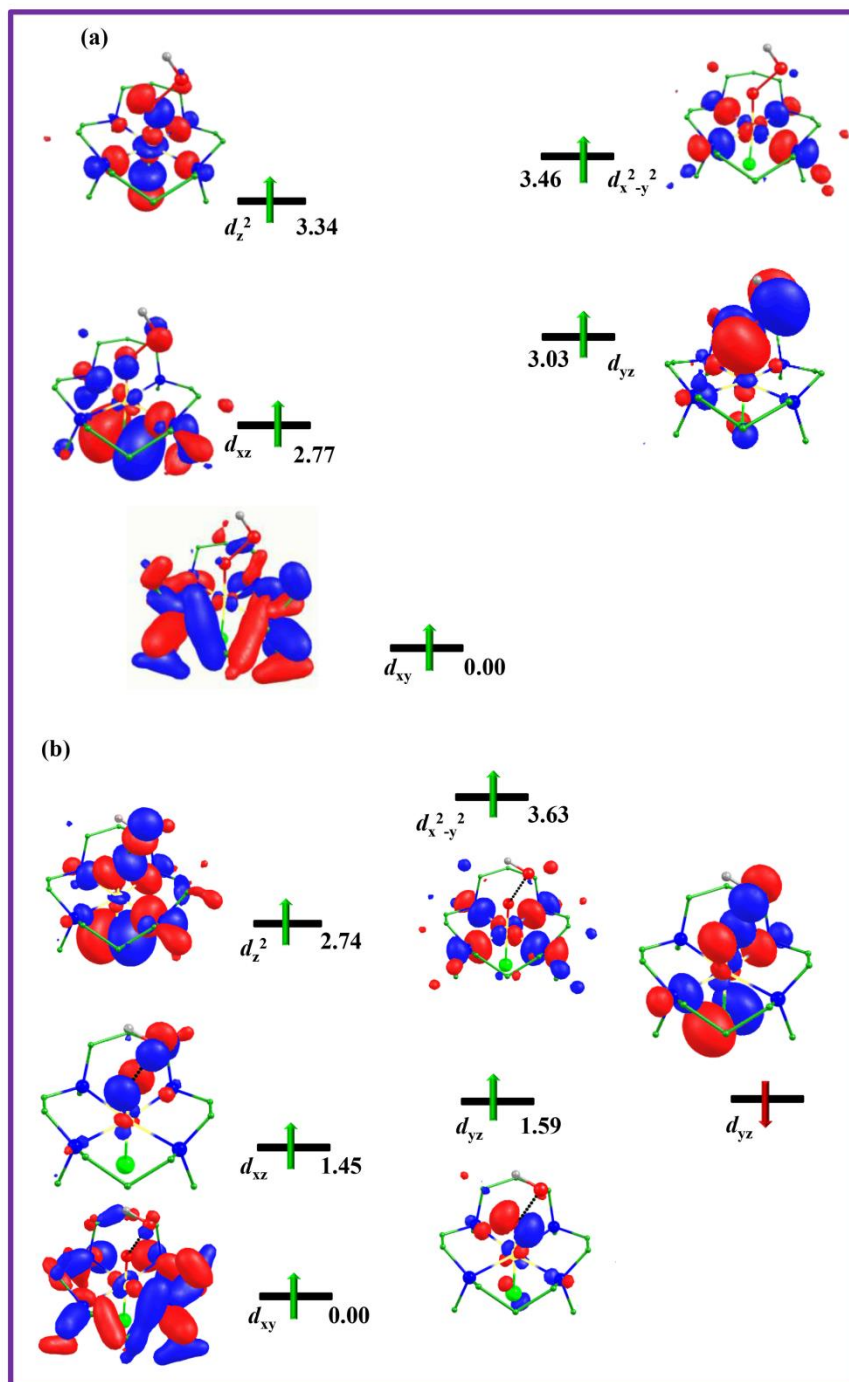 (a)
3.46 dx²-y²
dz² 3.34
3.03 dyz
dxz 2.77
dxy 0.00
(b)
dx²-y² 3.63
dz² 2.74
dyz 1.59
dyz
dxz 1.45
dxy 0.00